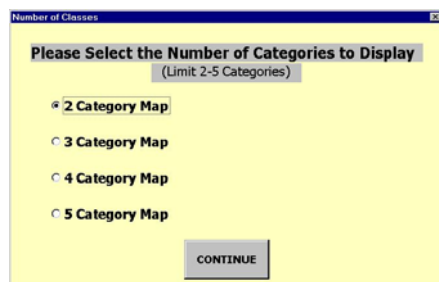 Number of Classes
Please Select the Number of Categories to Display
(Limit 2-5 Categories)
2 Category Map
3 Category Map
4 Category Map
5 Category Map
CONTINUE